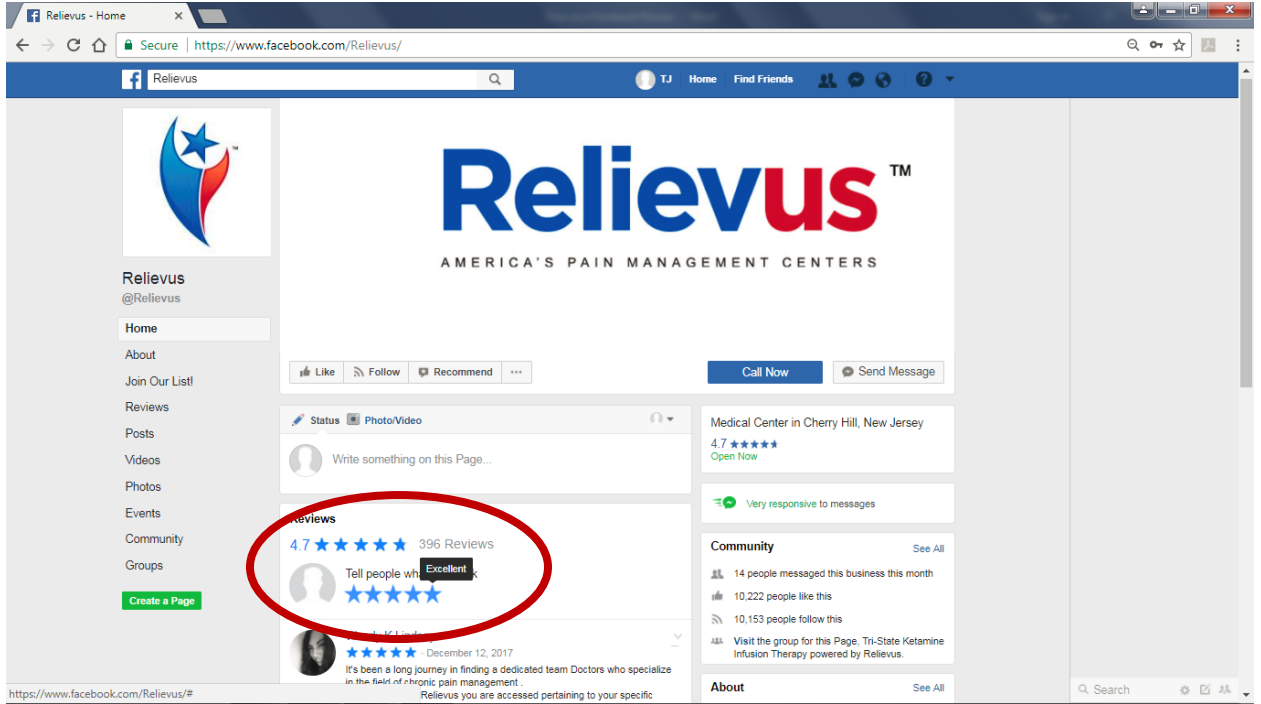 Relievus - Home
Secure | https://www.facebook.com/Relievus/
Relievus
TJ Home Find Friends
Relievus™
AMERICA'S PAIN MANAGEMENT CENTERS
Relievus
@Relievus
Home
About
Join Our List!
Reviews
Posts
Videos
Photos
Events
Community
Groups
Create a Page
Like Follow Recommend ...
Call Now Send Message
Status Photo/Video
Write something on this Page...
Reviews
4.7 396 Reviews
Tell people
Excellent
December 12, 2017
It's been a long journey in finding a dedicated team Doctors who specialize
in the field of chronic pain management .
Relievus you are accessed pertaining to your specific
Medical Center in Cherry Hill, New Jersey
4.7
Open Now
Very responsive to messages
Community See All
14 people messaged this business this month
10,222 people like this
10,153 people follow this
Visit the group for this Page, Tri-State Ketamine
Infusion Therapy powered by Relievus.
About See All
https://www.facebook.com/Relievus/#
Search